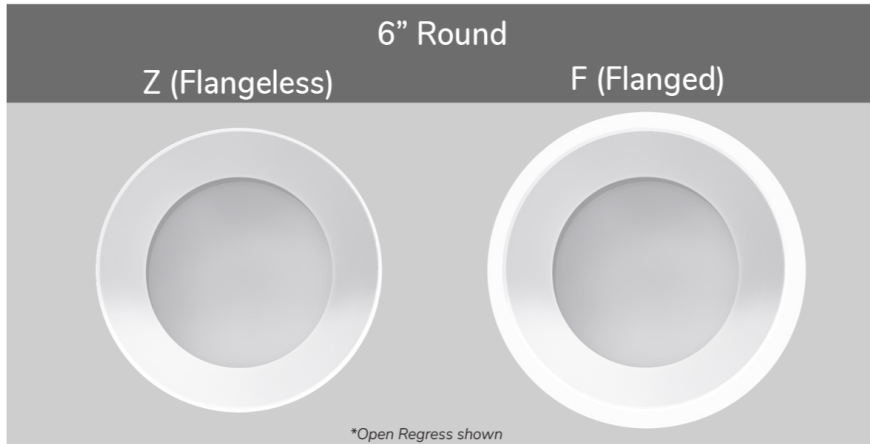 6” Round
Z (Flangeless)
F (Flanged)
*Open Regress shown